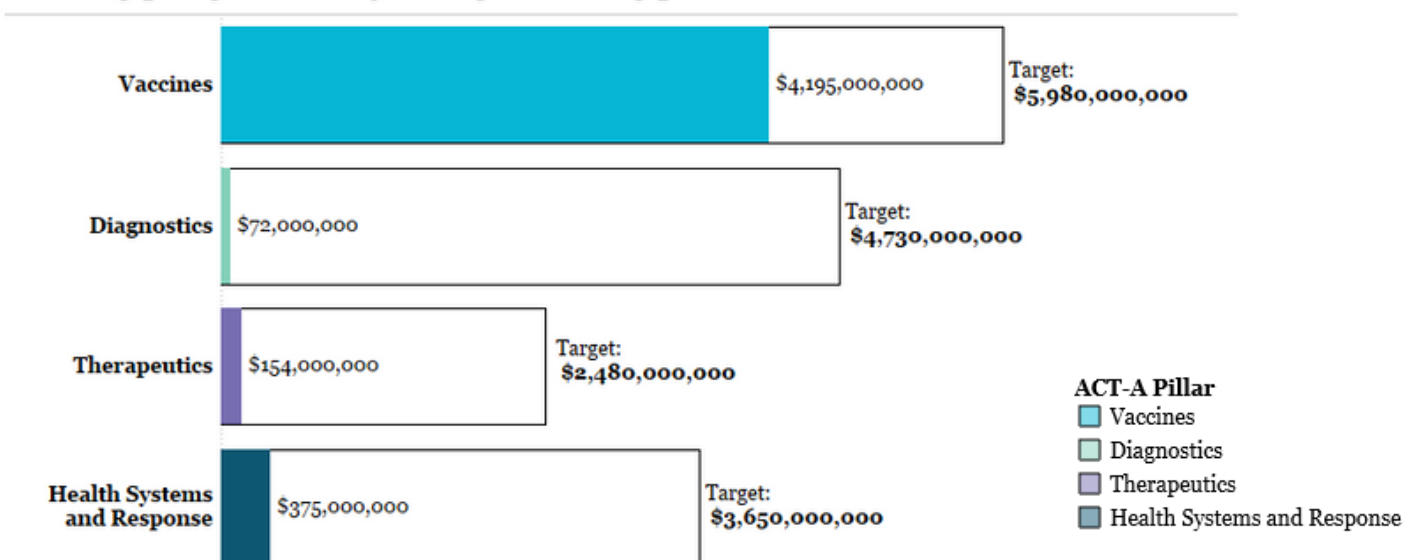 Vaccines
$4,195,000,000
Target:
$5,980,000,000
Diagnostics
$72,000,000
Target:
$4,730,000,000
Therapeutics
$154,000,000
Target:
$2,480,000,000
Health Systems
and Response
$375,000,000
Target:
$3,650,000,000
ACT-A Pillar
Vaccines
Diagnostics
Therapeutics
Health Systems and Response